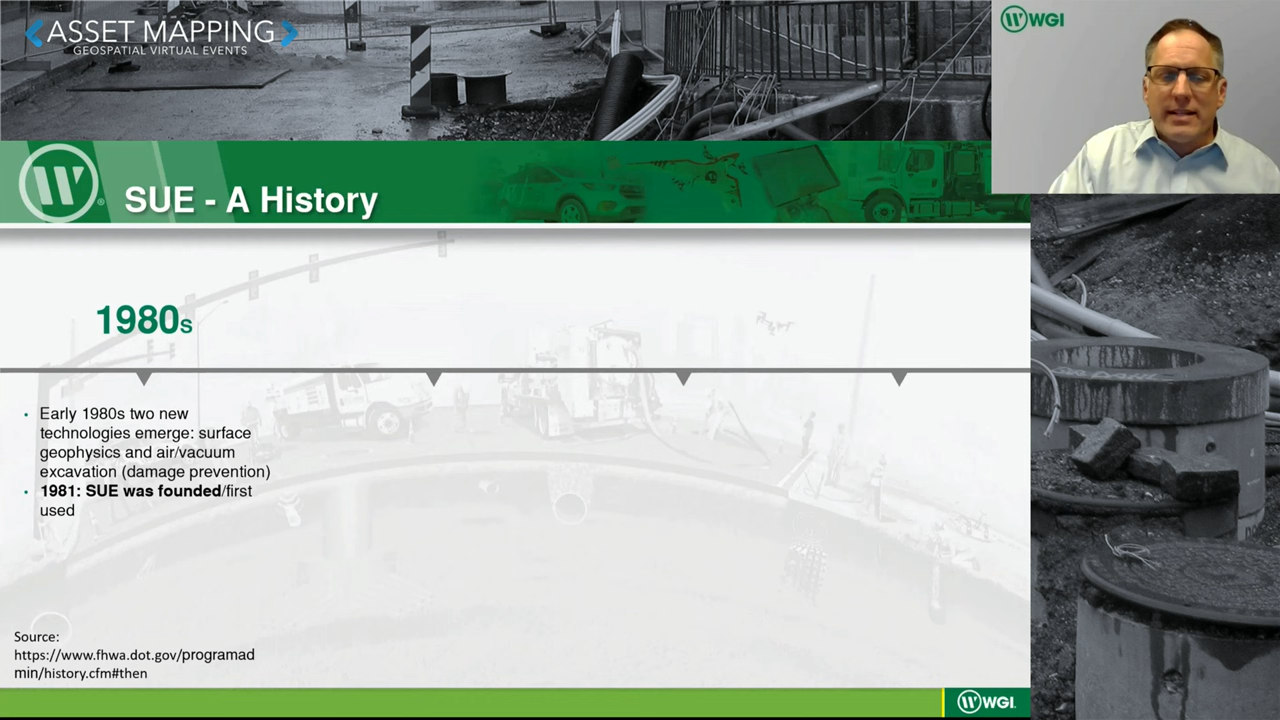 ASSET MAPPING
GEOSPATIAL VIRTUAL EVENTS
WGI
SUE - A History
1980s
• Early 1980s two new
technologies emerge: surface
geophysics and air/vacuum
excavation (damage prevention)
• 1981: SUE was founded/first
used
Source:
https://www.fhwa.dot.gov/programad
min/history.cfm#then
WGI